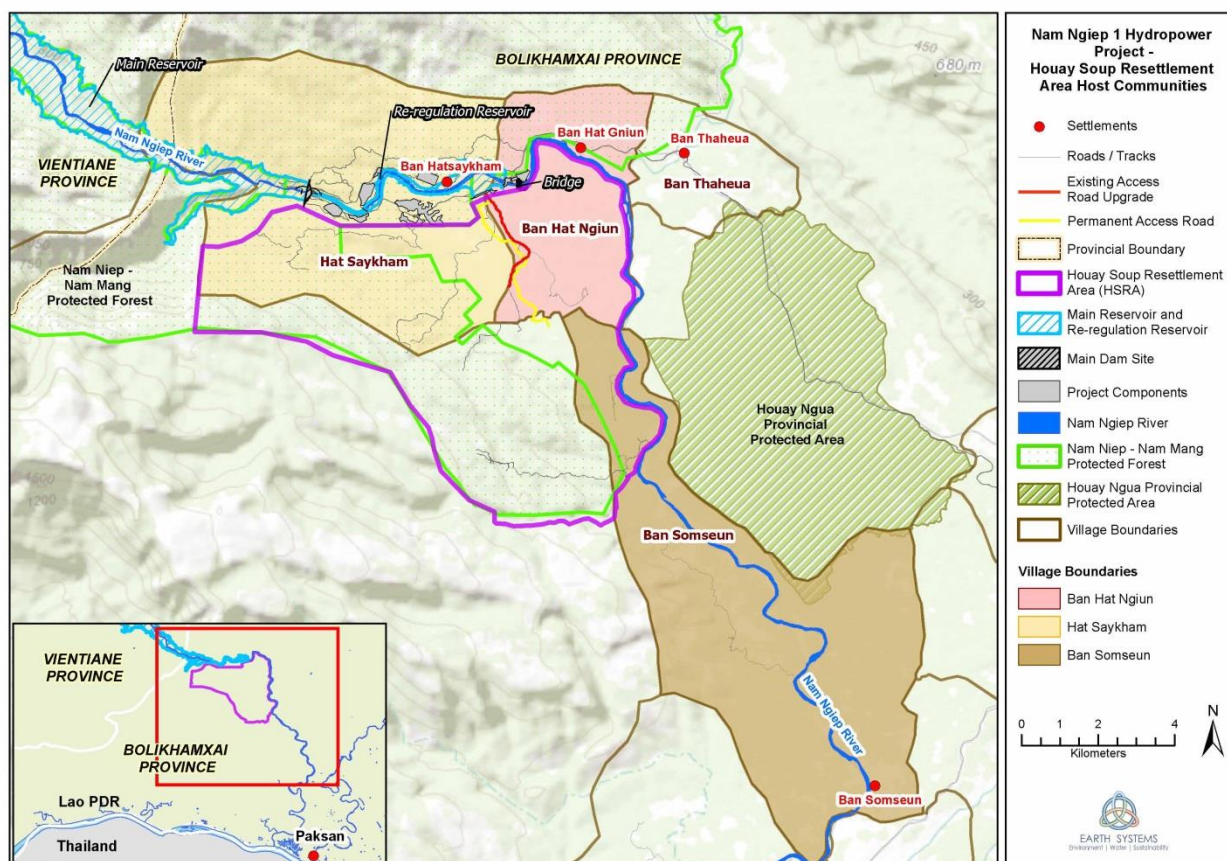 BOLIKHAMXAI PROVINCE
450
680 m
Main Reservoir
Re-regulation Reservoir
Nam Ngiep River
VIENTIANE
PROVINCE
Ban Hatsaykham
Ban Hat Gniun
Ban Thaheua
Bridge
Ban Thaheua
Ban Hat Ngiun
Hat Saykham
Nam Niep -
Nam Mang
Protected Forest
300
Houay Ngua
Provincial
Protected Area
1500
1200
Ban Somseun
Nam Ngiep River
Ban Somseun
VIENTIANE
PROVINCE
BOLIKHAMXAI
PROVINCE
Lao PDR
Paksan
Thailand
Nam Ngiep 1 Hydropower
Project -
Houay Soup Resettlement
Area Host Communities
Settlements
Roads / Tracks
Existing Access
Road Upgrade
Permanent Access Road
Provincial Boundary
Houay Soup Resettlement
Area (HSRA)
Main Reservoir and
Re-regulation Reservoir
Main Dam Site
Project Components
Nam Ngiep River
Nam Niep - Nam Mang
Protected Forest
Houay Ngua Provincial
Protected Area
Village Boundaries
Village Boundaries
Ban Hat Ngiun
Hat Saykham
Ban Somseun
N
0 1 2 4
Kilometers
EARTH SYSTEMS
Environment | Water | Sustainability